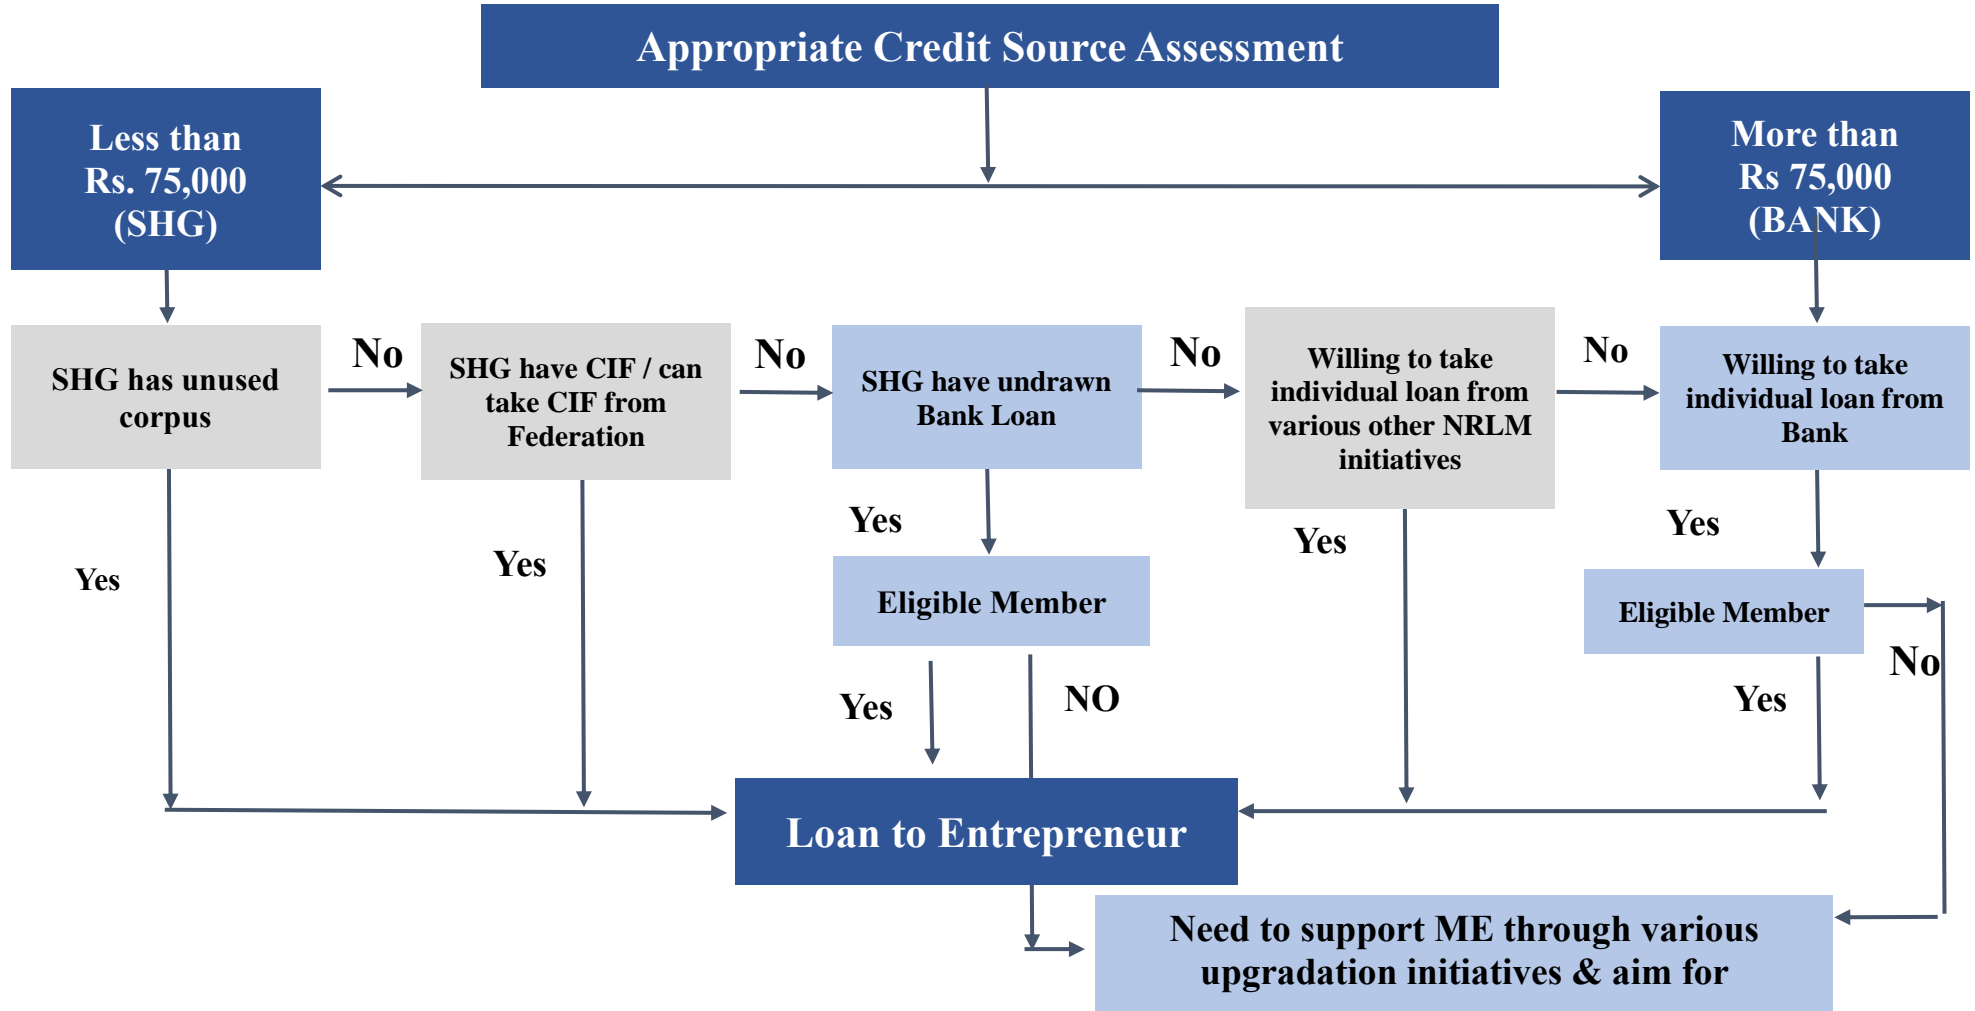 Appropriate Credit Source Assessment
Less than
Rs. 75,000
(SHG)
More than
Rs 75,000
(BANK)
SHG has unused
corpus
No
SHG have CIF / can
take CIF from
Federation
No
SHG have undrawn
Bank Loan
No
Willing to take
individual loan from
various other NRLM
initiatives
No
Willing to take
individual loan from
Bank
Yes
Yes
Yes
Yes
Yes
Eligible Member
Eligible Member
Yes
NO
Yes
No
Loan to Entrepreneur
Need to support ME through various
upgradation initiatives & aim for